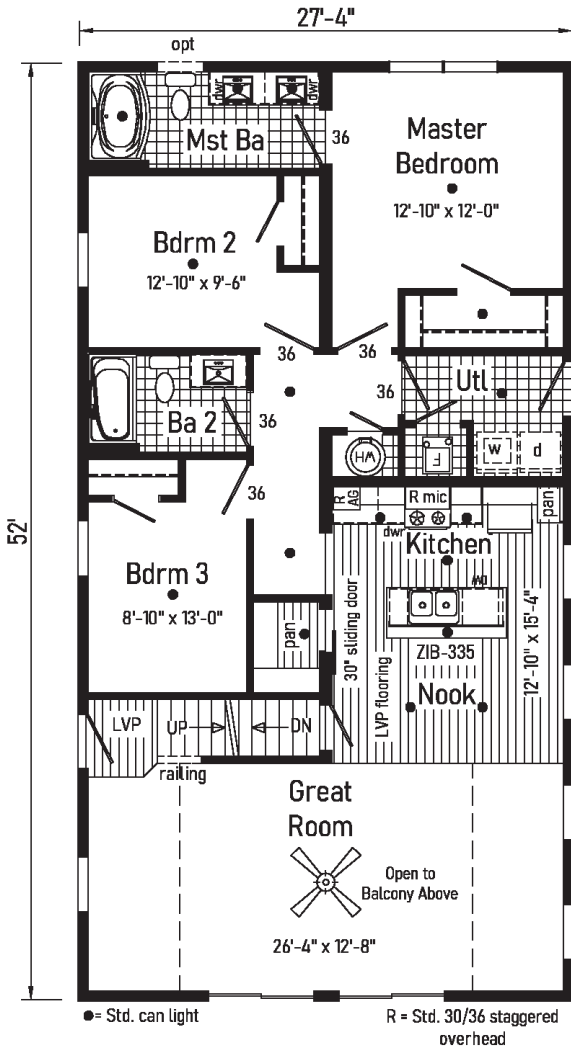 27'-4"
opt
dwr
dwr
Mst Ba
36
Master
Bedroom
12'-10" x 12'-0"
Bdrm 2
12'-10" x 9'-6"
36
36
Utl
36
Ba 2
36
WH
F
w
d
52'
36
R
AG
R mic
pan
dwr
Kitchen
Bdrm 3
8'-10" x 13'-0"
30" sliding door
dw
12'-10" x 15'-4"
pan
ZIB-335
LVP flooring
Nook
LVP
UP
DN
railing
Great
Room
Open to
Balcony Above
26'-4" x 12'-8"
= Std. can light
R = Std. 30/36 staggered
overhead